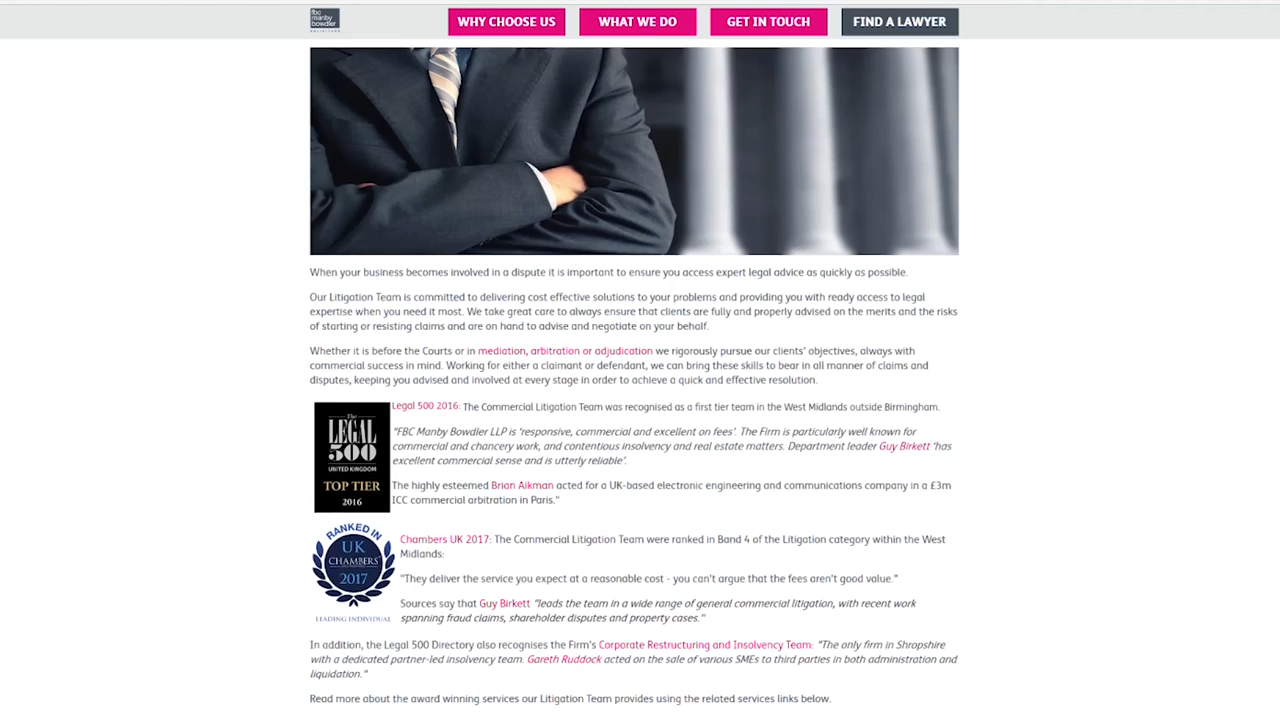 fbc
manby
bowdler
SOLICITORS
WHY CHOOSE US
WHAT WE DO
GET IN TOUCH
FIND A LAWYER
When your business becomes involved in a dispute it is important to ensure you access expert legal advice as quickly as possible.
Our Litigation Team is committed to delivering cost effective solutions to your problems and providing you with ready access to legal
expertise when you need it most. We take great care to always ensure that clients are fully and properly advised on the merits and the risks
of starting or resisting claims and are on hand to advise and negotiate on your behalf.
Whether it is before the Courts or in mediation, arbitration or adjudication we rigorously pursue our clients' objectives, always with
commercial success in mind. Working for either a claimant or defendant, we can bring these skills to bear in all manner of claims and
disputes, keeping you advised and involved at every stage in order to achieve a quick and effective resolution.
The
LEGAL
500
UNITED KINGDOM
TOP TIER
2016
Legal 500 2016: The Commercial Litigation Team was recognised as a first tier team in the West Midlands outside Birmingham.
"FBC Manby Bowdler LLP is 'responsive, commercial and excellent on fees'. The Firm is particularly well known for
commercial and chancery work, and contentious insolvency and real estate matters. Department leader Guy Birkett 'has
excellent commercial sense and is utterly reliable'.
The highly esteemed Brian Aikman acted for a UK-based electronic engineering and communications company in a £3m
ICC commercial arbitration in Paris."
RANKED IN
UK
CHAMBERS
2017
LEADING INDIVIDUAL
Chambers UK 2017: The Commercial Litigation Team were ranked in Band 4 of the Litigation category within the West
Midlands:
"They deliver the service you expect at a reasonable cost - you can't argue that the fees aren't good value."
Sources say that Guy Birkett "leads the team in a wide range of general commercial litigation, with recent work
spanning fraud claims, shareholder disputes and property cases."
In addition, the Legal 500 Directory also recognises the Firm's Corporate Restructuring and Insolvency Team: "The only firm in Shropshire
with a dedicated partner-led insolvency team. Gareth Ruddock acted on the sale of various SMEs to third parties in both administration and
liquidation."
Read more about the award winning services our Litigation Team provides using the related services links below.